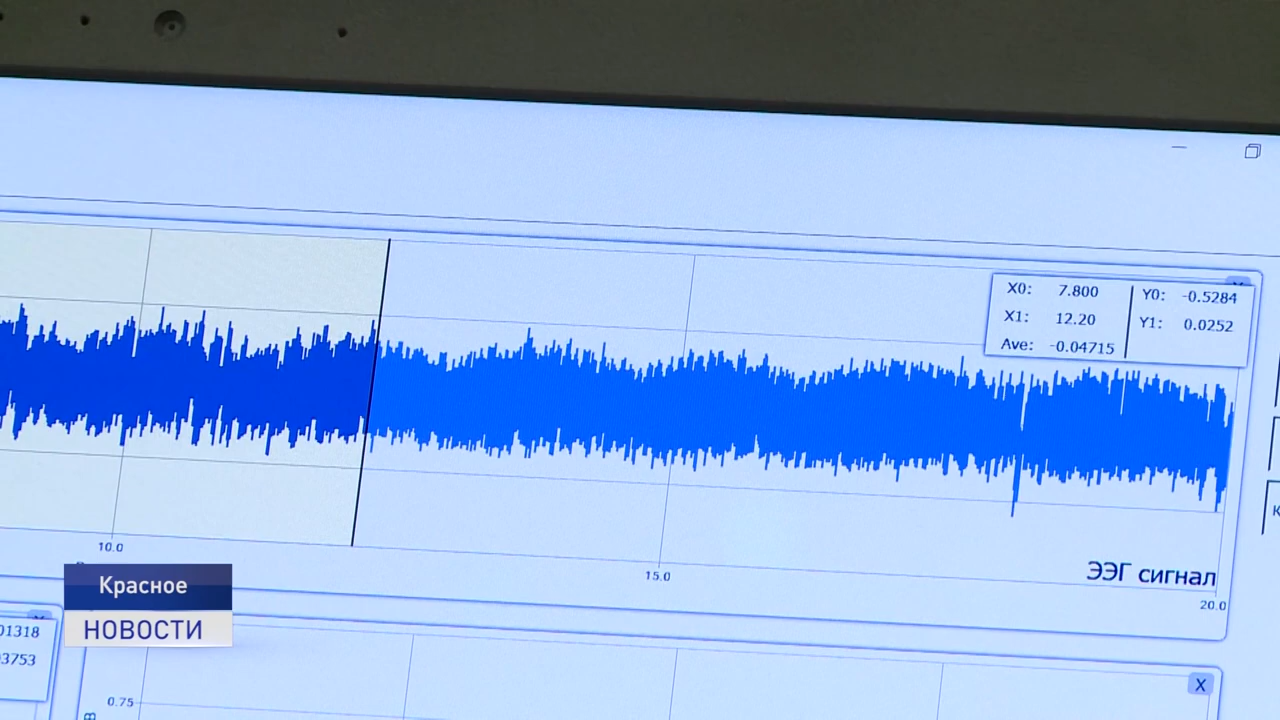 X0: 7.800 Y0: -0.5284
X1: 12.20 Y1: 0.0252
Ave: -0.04715
10.0
15.0
ЭЭГ сигнал
20.0
Красное
НОВОСТИ
01318
3753
X
0.75